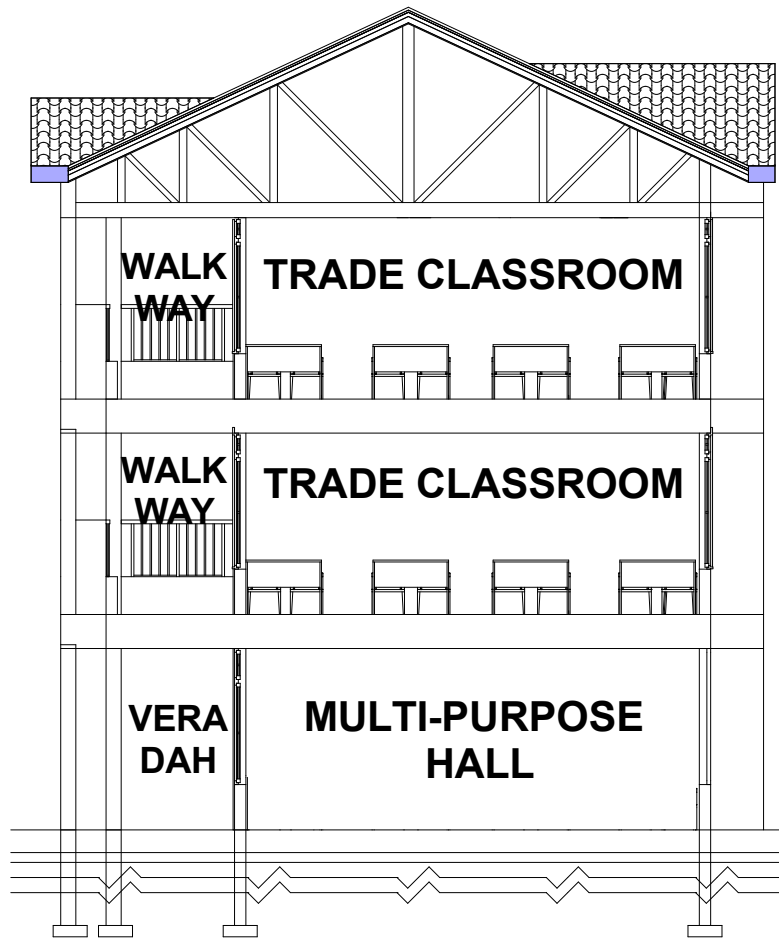 WALK
WAY
TRADE CLASSROOM
WALK
WAY
TRADE CLASSROOM
VERA
DAH
MULTI-PURPOSE
HALL